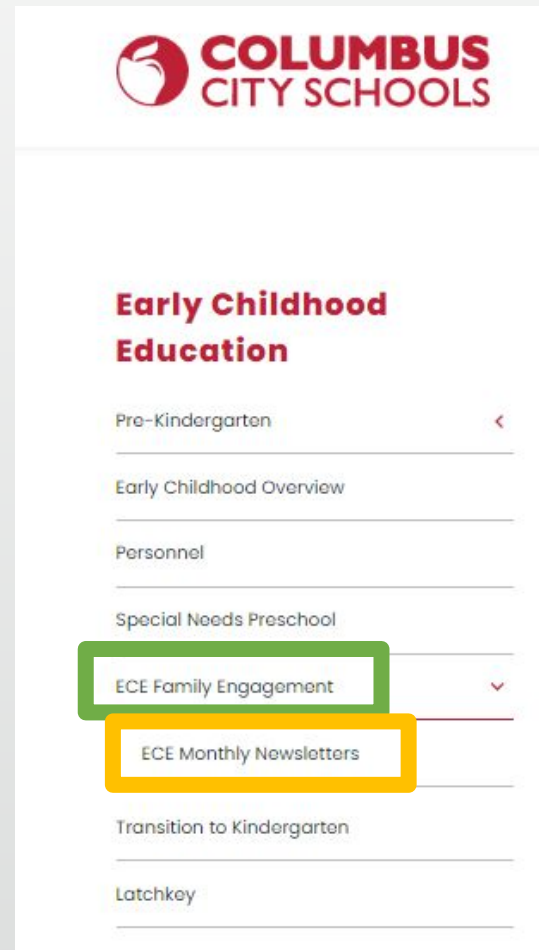 COLUMBUS
CITY SCHOOLS
Early Childhood
Education
Pre-Kindergarten
Early Childhood Overview
Personnel
Special Needs Preschool
ECE Family Engagement
ECE Monthly Newsletters
Transition to Kindergarten
Latchkey